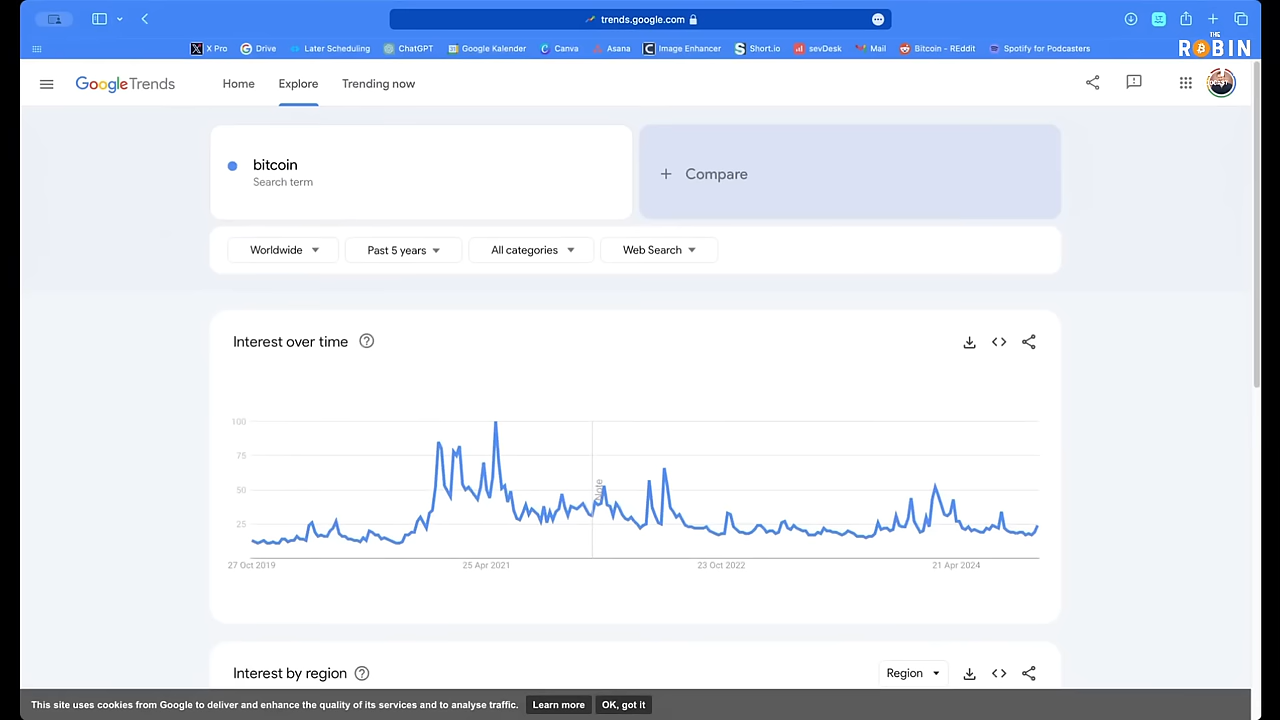 trends.google.com
X Pro Drive Later Scheduling ChatGPT Google Kalender Canva Asana Image Enhancer Short.io sevDesk Mail Bitcoin - REddit Spotify for Podcasters
THE
ROBIN
Google Trends Home Explore Trending now
bitcoin
Search term
+ Compare
Worldwide Past 5 years All categories Web Search
Interest over time
100
75
50
25
Note
27 Oct 2019 25 Apr 2021 23 Oct 2022 21 Apr 2024
Interest by region Region
This site uses cookies from Google to deliver and enhance the quality of its services and to analyse traffic. Learn more OK, got it